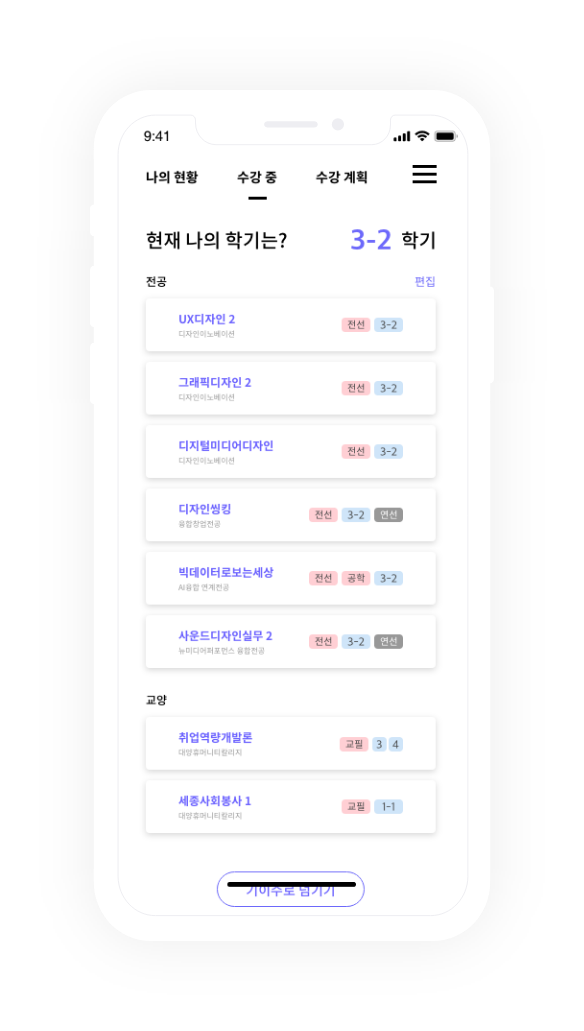 9:41
나의 현황 수강 중 수강 계획
현재 나의 학기는? 3-2 학기
전공 편집
UX디자인 2
디자인이노베이션
전선 3-2
그래픽디자인 2
디자인이노베이션
전선 3-2
디지털미디어디자인
디자인이노베이션
전선 3-2
디자인씽킹
융합창업전공
전선 3-2 연선
빅데이터로보는세상
AI융합 연계전공
전선 공학 3-2
사운드디자인실무 2
뉴미디어퍼포먼스 융합전공
전선 3-2 연선
교양
취업역량개발론
대양휴머니티칼리지
교필 3 4
세종사회봉사 1
대양휴머니티칼리지
교필 1-1
기이수로 넘기기